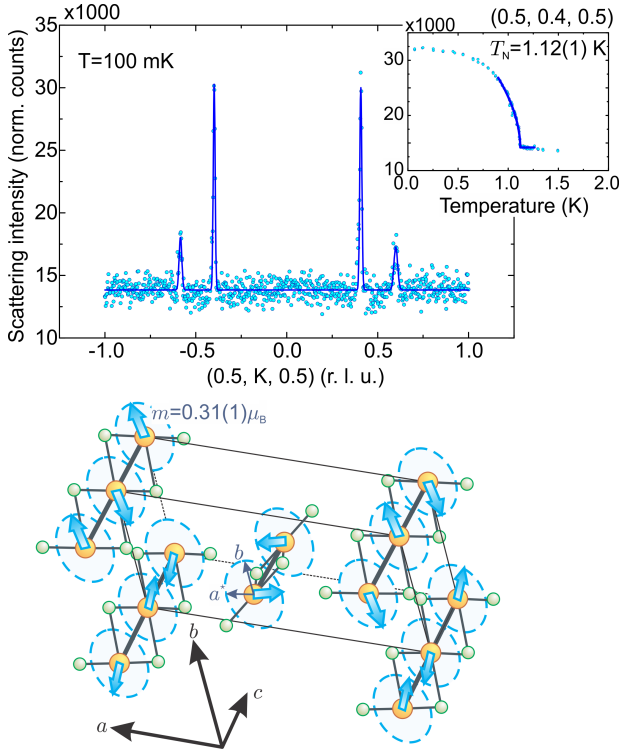 x1000
(0.5, 0.4, 0.5)
x1000
T=100 mK
T_N=1.12(1) K
Scattering intensity (norm. counts)
35
30
25
20
15
10
-1.0 -0.5 0.0 0.5 1.0
(0.5, K, 0.5) (r. l. u.)
30
20
10
0.0 0.5 1.0 1.5 2.0
Temperature (K)
m=0.31(1)μ_B
b
a*
b
c
a